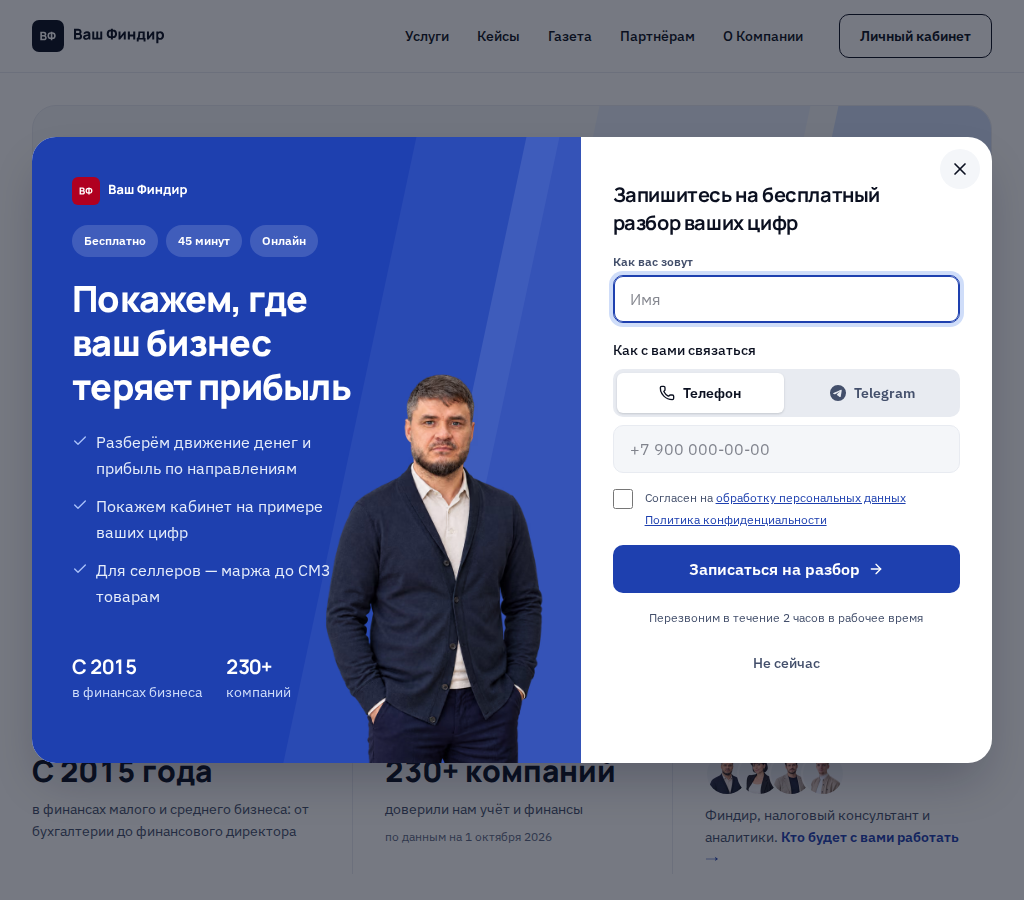 ВФ Ваш Финдир
Услуги Кейсы Газета Партнёрам О Компании Личный кабинет
ВФ Ваш Финдир
Бесплатно 45 минут Онлайн
Покажем, где
ваш бизнес
теряет прибыль
Разберём движение денег и
прибыль по направлениям
Покажем кабинет на примере
ваших цифр
Для селлеров — маржа до СМ3
товарам
С 2015 230+
в финансах бизнеса компаний
Запишитесь на бесплатный
разбор ваших цифр
Как вас зовут
Имя
Как с вами связаться
Телефон Telegram
+7 900 000-00-00
Согласен на обработку персональных данных
Политика конфиденциальности
Записаться на разбор →
Перезвоним в течение 2 часов в рабочее время
Не сейчас
С 2015 года
в финансах малого и среднего бизнеса: от
бухгалтерии до финансового директора
230+ компаний
доверили нам учёт и финансы
по данным на 1 октября 2026
Финдир, налоговый консультант и
аналитики. Кто будет с вами работать
→